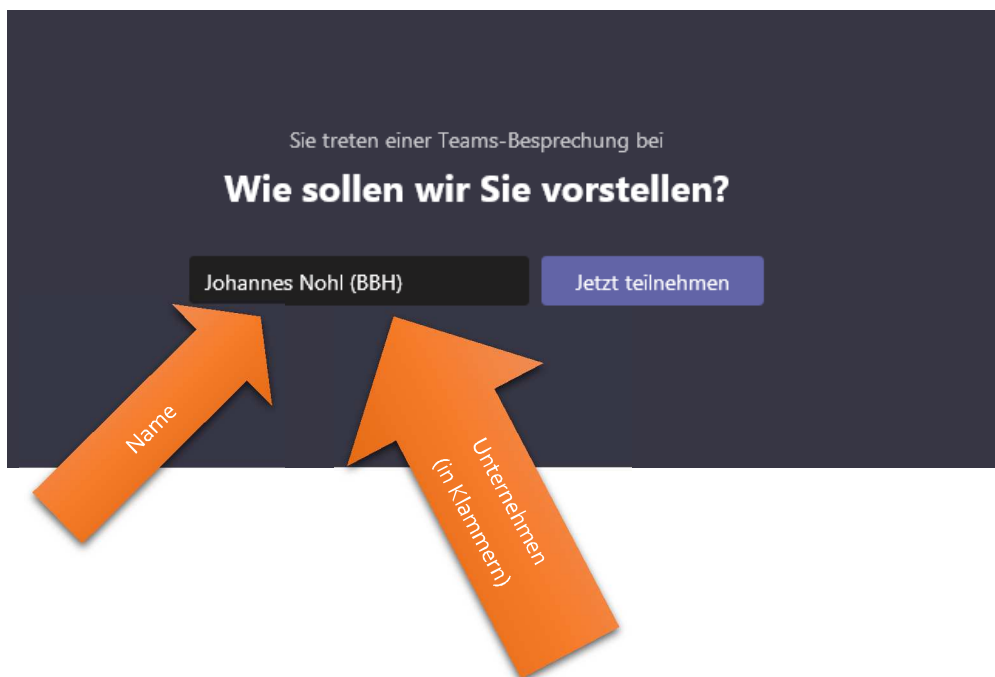 Sie treten einer Teams-Besprechung bei
Wie sollen wir Sie vorstellen?
Johannes Nohl (BBH)
Jetzt teilnehmen
Name
Unternehmen
(in Klammern)